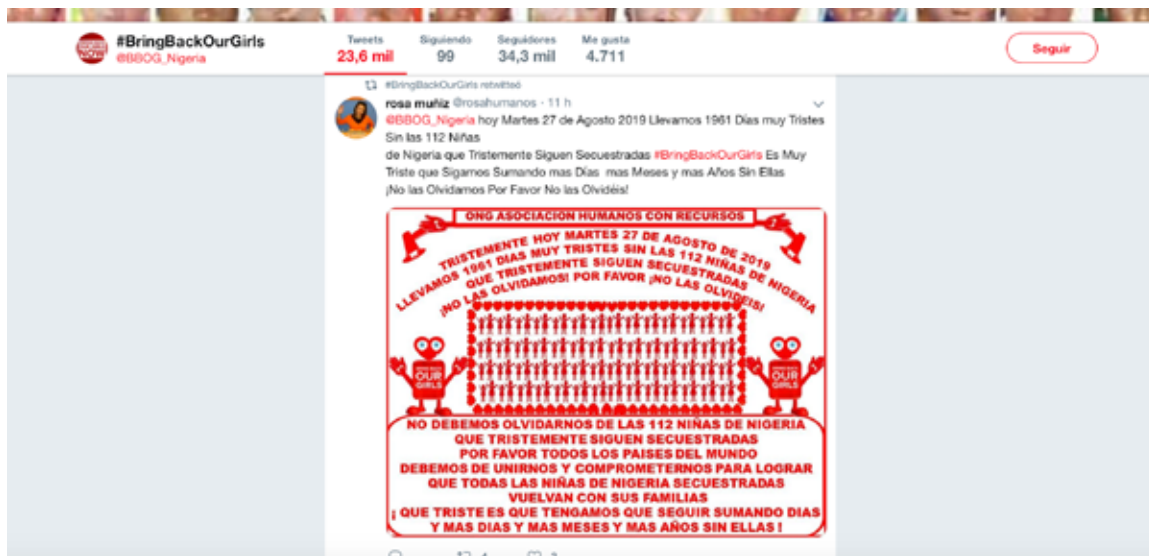 #BringBackOurGirls
@BBOG_Nigeria
Tweets
23,6 mil
Siguiendo
99
Seguidores
34,3 mil
Me gusta
4.711
Seguir
#BringBackOurGirls retwitteó
rosa muñiz @rosahumanos · 11 h
@BBOG_Nigeria hoy Martes 27 de Agosto 2019 Llevamos 1961 Días muy Tristes
Sin las 112 Niñas
de Nigeria que Tristemente Siguen Secuestradas #BringBackOurGirls Es Muy
Triste que Sigamos Sumando mas Días mas Meses y mas Años Sin Ellas
¡No las Olvidamos Por Favor No las Olvidéis!
ONG ASOCIACION HUMANOS CON RECURSOS
TRISTEMENTE HOY MARTES 27 DE AGOSTO DE 2019
LLEVAMOS 1961 DIAS MUY TRISTES SIN LAS 112 NIÑAS DE NIGERIA
QUE TRISTEMENTE SIGUEN SECUESTRADAS
¡NO LAS OLVIDAMOS! POR FAVOR ¡NO LAS OLVIDEIS!
BRING BACK
OUR
GIRLS
BRING BACK
OUR
GIRLS
NO DEBEMOS OLVIDARNOS DE LAS 112 NIÑAS DE NIGERIA
QUE TRISTEMENTE SIGUEN SECUESTRADAS
POR FAVOR TODOS LOS PAISES DEL MUNDO
DEBEMOS DE UNIRNOS Y COMPROMETERNOS PARA LOGRAR
QUE TODAS LAS NIÑAS DE NIGERIA SECUESTRADAS
VUELVAN CON SUS FAMILIAS
¡ QUE TRISTE ES QUE TENGAMOS QUE SEGUIR SUMANDO DIAS
Y MAS DIAS Y MAS MESES Y MAS AÑOS SIN ELLAS !